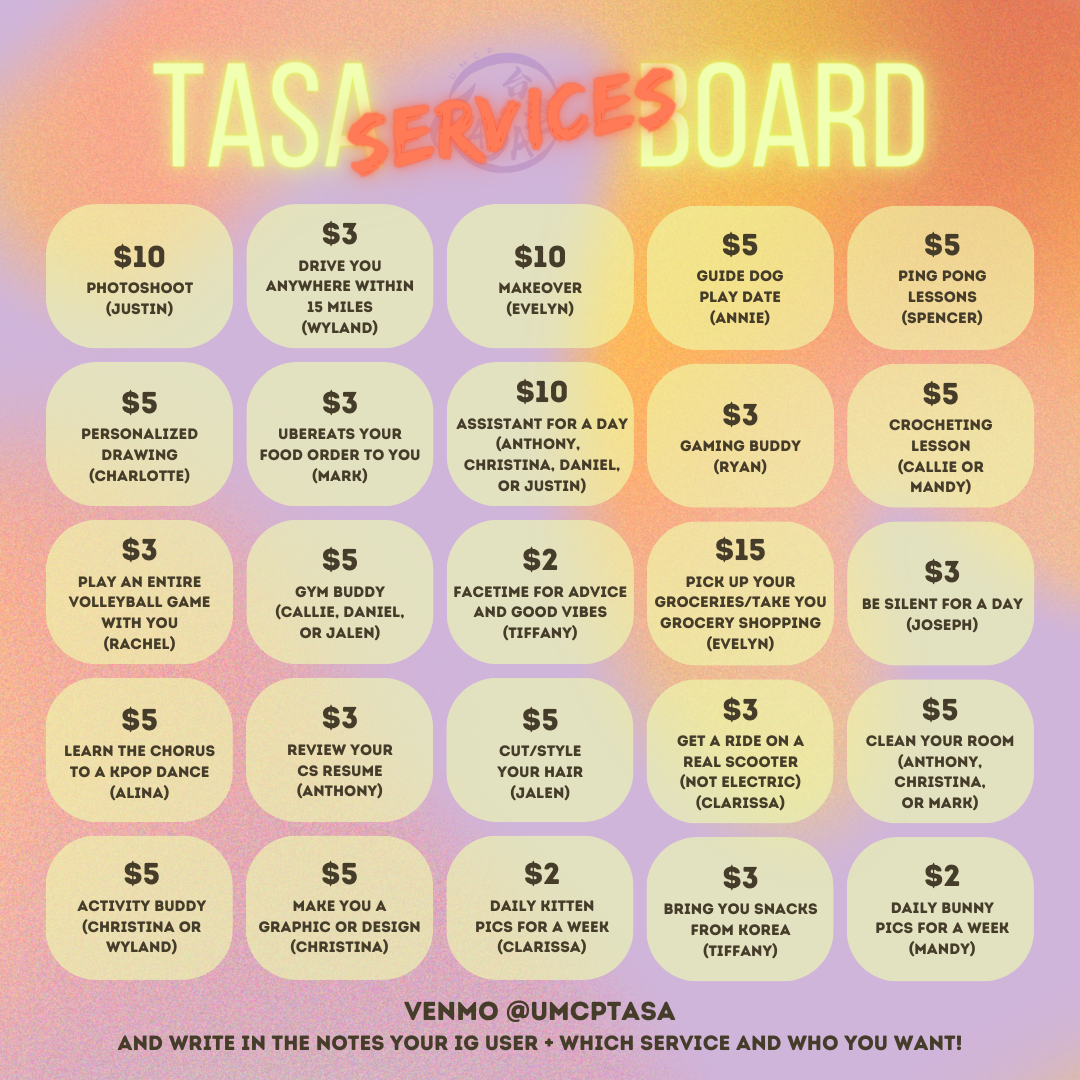 TASA SERVICES BOARD
$10
PHOTOSHOOT
(JUSTIN)
$3
DRIVE YOU
ANYWHERE WITHIN
15 MILES
(WYLAND)
$10
MAKEOVER
(EVELYN)
$5
GUIDE DOG
PLAY DATE
(ANNIE)
$5
PING PONG
LESSONS
(SPENCER)
$5
PERSONALIZED
DRAWING
(CHARLOTTE)
$3
UBEREATS YOUR
FOOD ORDER TO YOU
(MARK)
$10
ASSISTANT FOR A DAY
(ANTHONY,
CHRISTINA, DANIEL,
OR JUSTIN)
$3
GAMING BUDDY
(RYAN)
$5
CROCHETING
LESSON
(CALLIE OR
MANDY)
$3
PLAY AN ENTIRE
VOLLEYBALL GAME
WITH YOU
(RACHEL)
$5
GYM BUDDY
(CALLIE, DANIEL,
OR JALEN)
$2
FACETIME FOR ADVICE
AND GOOD VIBES
(TIFFANY)
$15
PICK UP YOUR
GROCERIES/TAKE YOU
GROCERY SHOPPING
(EVELYN)
$3
BE SILENT FOR A DAY
(JOSEPH)
$5
LEARN THE CHORUS
TO A KPOP DANCE
(ALINA)
$3
REVIEW YOUR
CS RESUME
(ANTHONY)
$5
CUT/STYLE
YOUR HAIR
(JALEN)
$3
GET A RIDE ON A
REAL SCOOTER
(NOT ELECTRIC)
(CLARISSA)
$5
CLEAN YOUR ROOM
(ANTHONY,
CHRISTINA,
OR MARK)
$5
ACTIVITY BUDDY
(CHRISTINA OR
WYLAND)
$5
MAKE YOU A
GRAPHIC OR DESIGN
(CHRISTINA)
$2
DAILY KITTEN
PICS FOR A WEEK
(CLARISSA)
$3
BRING YOU SNACKS
FROM KOREA
(TIFFANY)
$2
DAILY BUNNY
PICS FOR A WEEK
(MANDY)
VENMO @UMCPTASA
AND WRITE IN THE NOTES YOUR IG USER + WHICH SERVICE AND WHO YOU WANT!